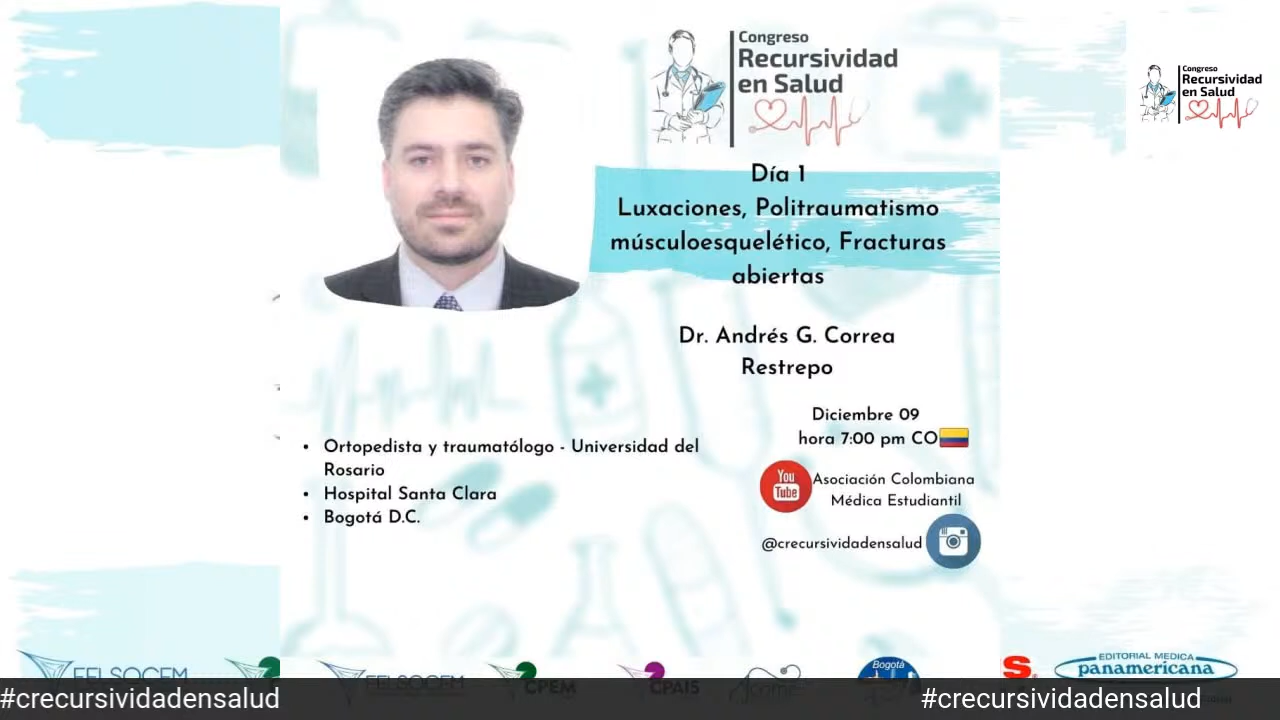 Congreso
Recursividad
en Salud
Congreso
Recursividad
en Salud
Día 1
Luxaciones, Politraumatismo
músculoesquelético, Fracturas
abiertas
Dr. Andrés G. Correa
Restrepo
Diciembre 09
hora 7:00 pm CO
• Ortopedista y traumatólogo - Universidad del
Rosario
• Hospital Santa Clara
• Bogotá D.C.
You
Tube
Asociación Colombiana
Médica Estudiantil
@crecursividadensalud
FELSOCEM
FELSOCEM
CPEM
CPAIS
Bogotá
EDITORIAL MEDICA
panamericana
#crecursividadensalud
#crecursividadensalud